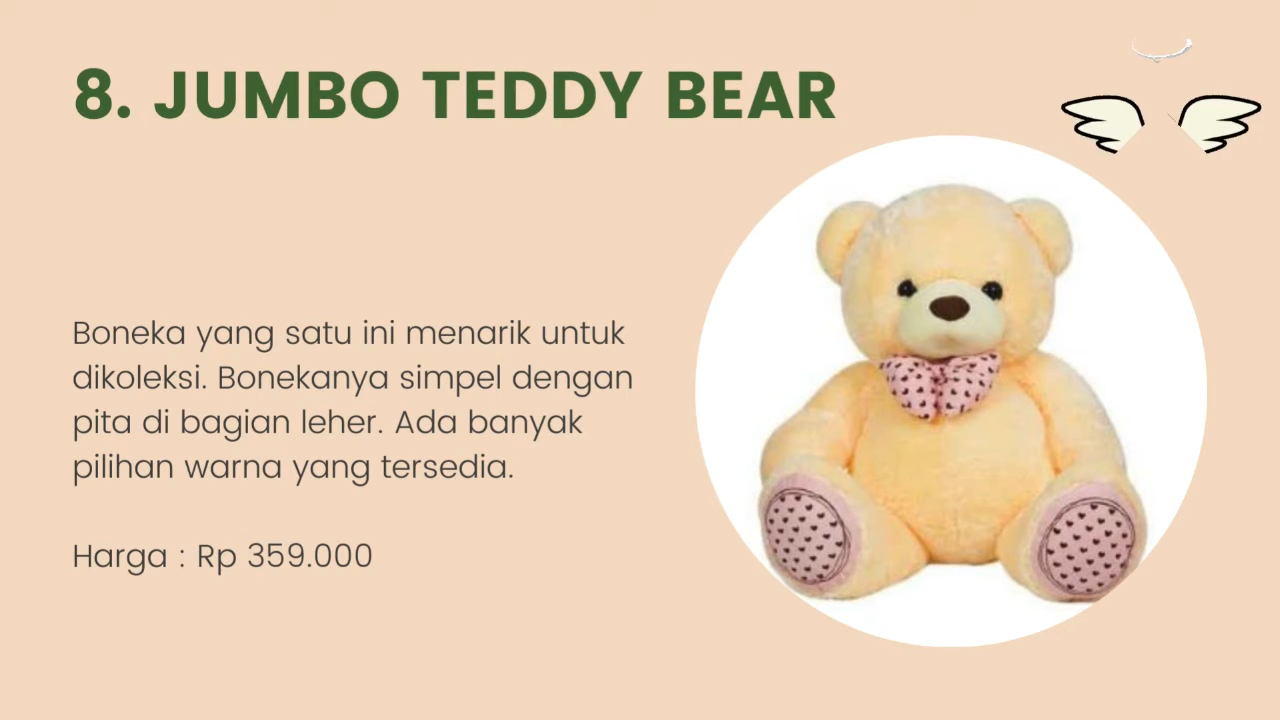 8. JUMBO TEDDY BEAR
Boneka yang satu ini menarik untuk
dikoleksi. Bonekanya simpel dengan
pita di bagian leher. Ada banyak
pilihan warna yang tersedia.
Harga : Rp 359.000